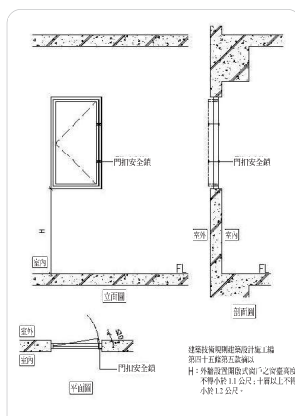 門扣安全鎖
H
室內
FL
立面圖
門扣安全鎖
室外
室內
FL
剖面圖
室外
室內
門扣安全鎖
平面圖
建築技術規則建築設計施工編
第四十五條第五款摘以
H：外牆設置開啟式窗戶之窗臺高度
不得小於1.1公尺；十層以上不得
小於1.2公尺。